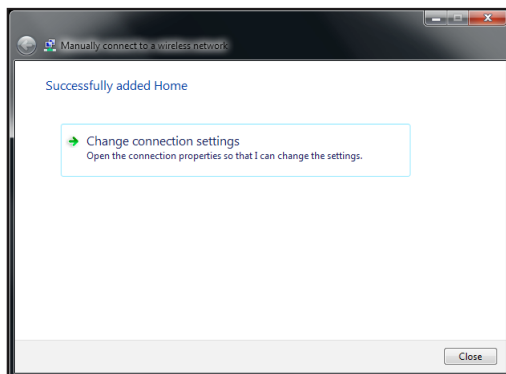 Manually connect to a wireless network
Successfully added Home
Change connection settings
Open the connection properties so that I can change the settings.
Close